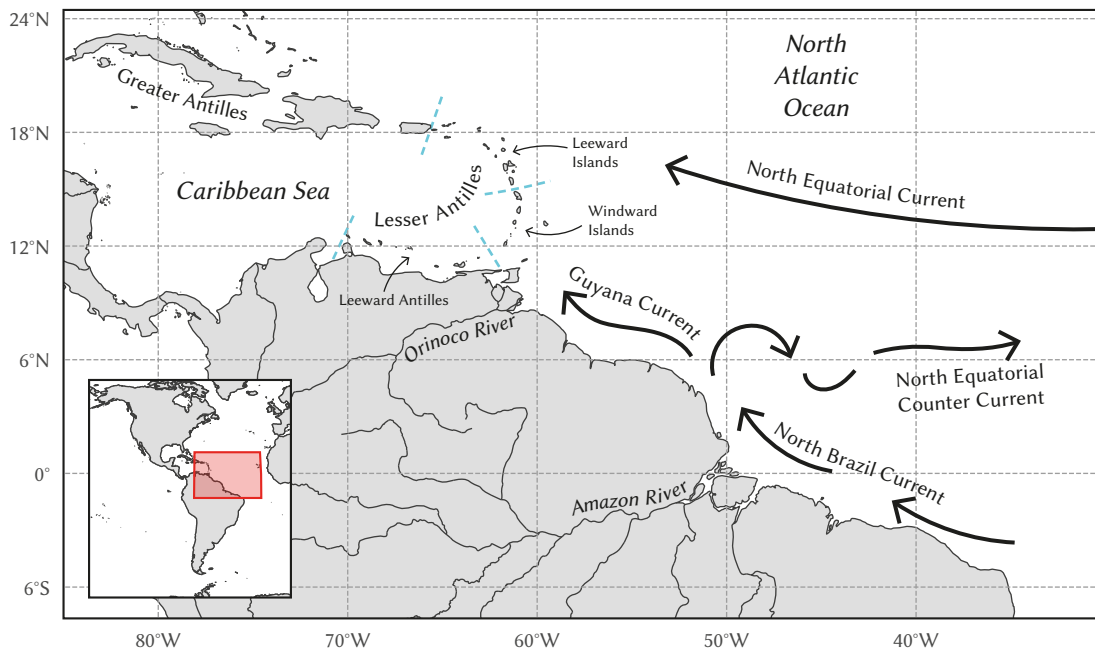 24°N
18°N
12°N
6°N
0°
6°S
80°W
70°W
60°W
50°W
40°W
North
Atlantic
Ocean
Greater Antilles
Leeward
Islands
Caribbean Sea
Lesser Antilles
North Equatorial Current
Windward
Islands
Leeward Antilles
Guyana Current
Orinoco River
North Equatorial
Counter Current
North Brazil Current
Amazon River